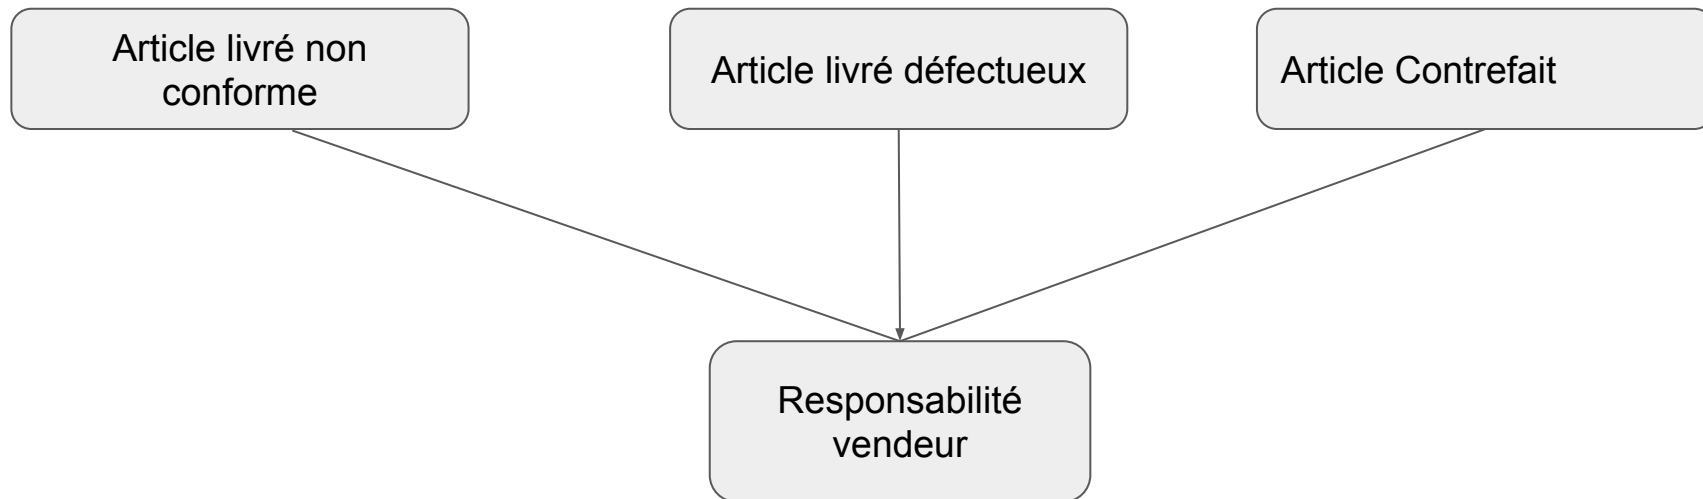 Article livré non
conforme
Article livré défectueux
Article Contrefait
Responsabilité
vendeur